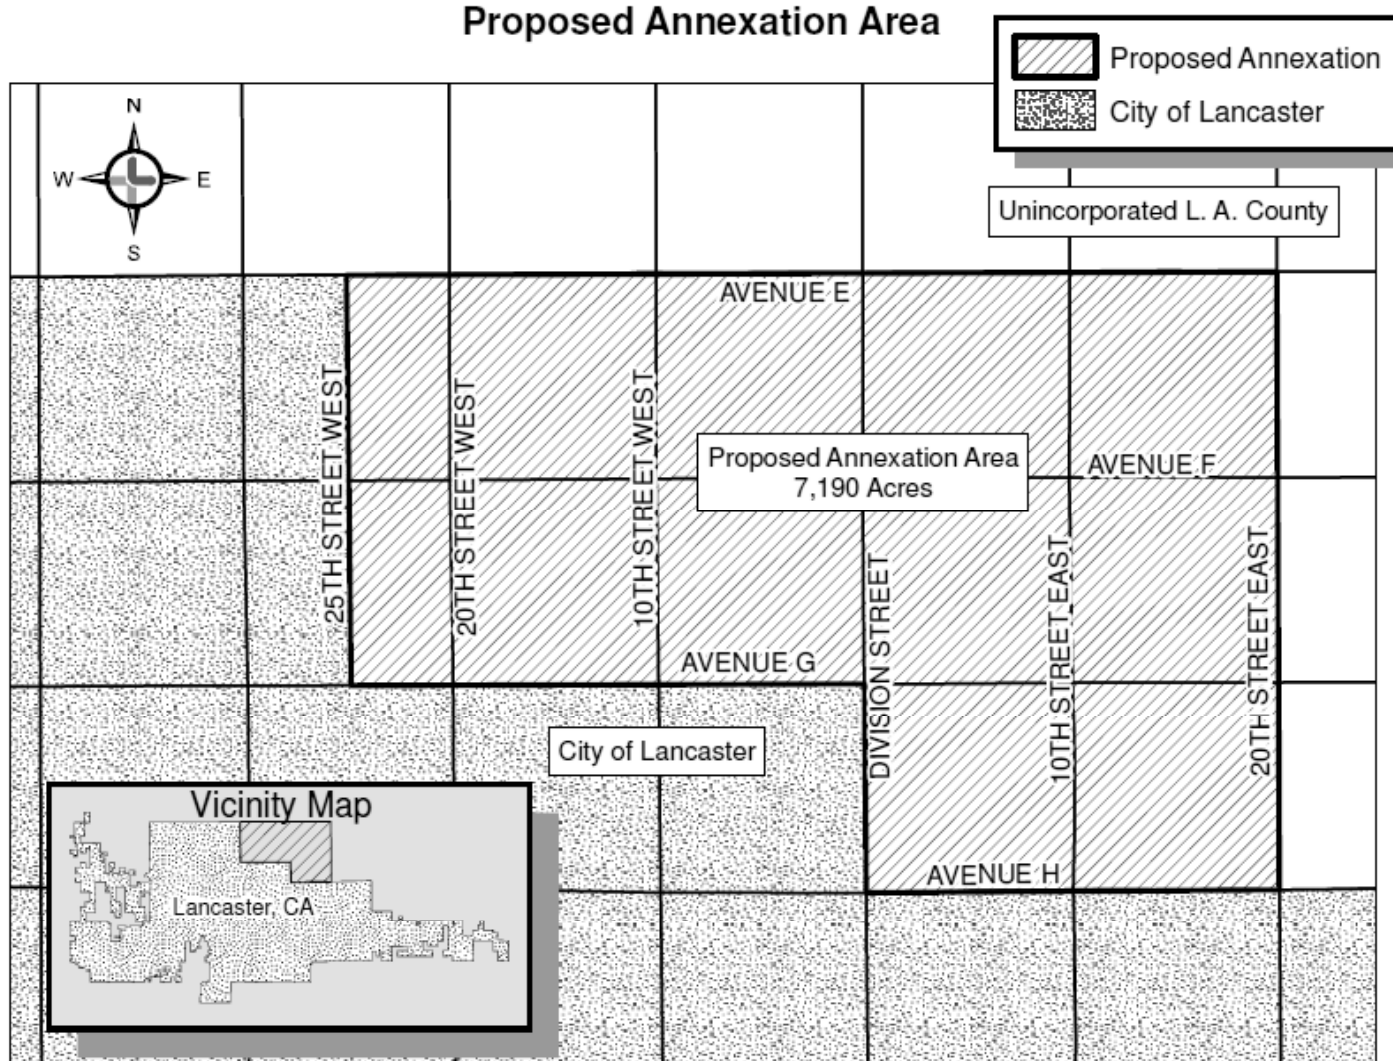 Proposed Annexation Area
Proposed Annexation
City of Lancaster
N
W
E
S
Unincorporated L. A. County
AVENUE E
25TH STREET WEST
20TH STREET WEST
10TH STREET WEST
Proposed Annexation Area
7,190 Acres
AVENUE F
DIVISION STREET
10TH STREET EAST
20TH STREET EAST
AVENUE G
City of Lancaster
Vicinity Map
Lancaster, CA
AVENUE H